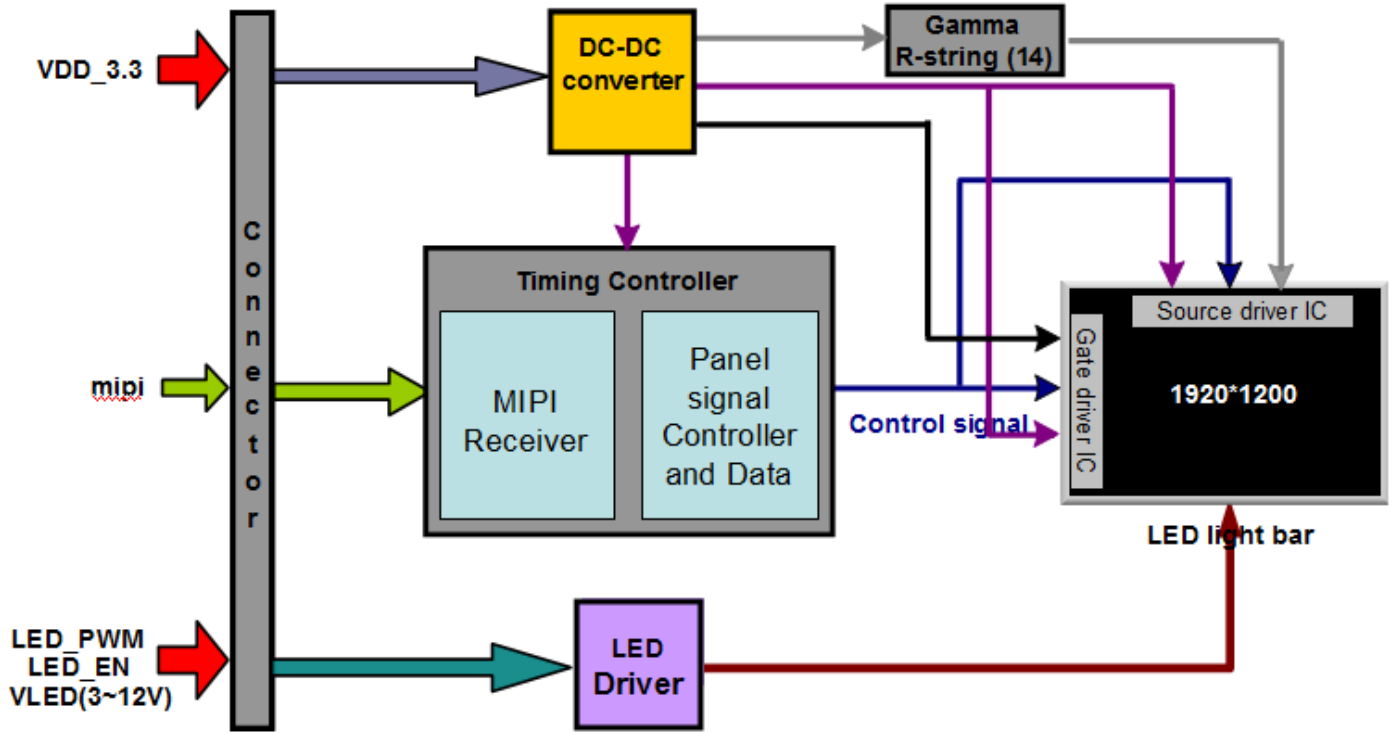 VDD_3.3
DC-DC
converter
Gamma
R-string (14)
Connector
Timing Controller
mipi
MIPI
Receiver
Panel
signal
Controller
and Data
Control signal
Source driver IC
Gate driver IC
1920*1200
LED light bar
LED_PWM
LED_EN
VLED(3~12V)
LED
Driver